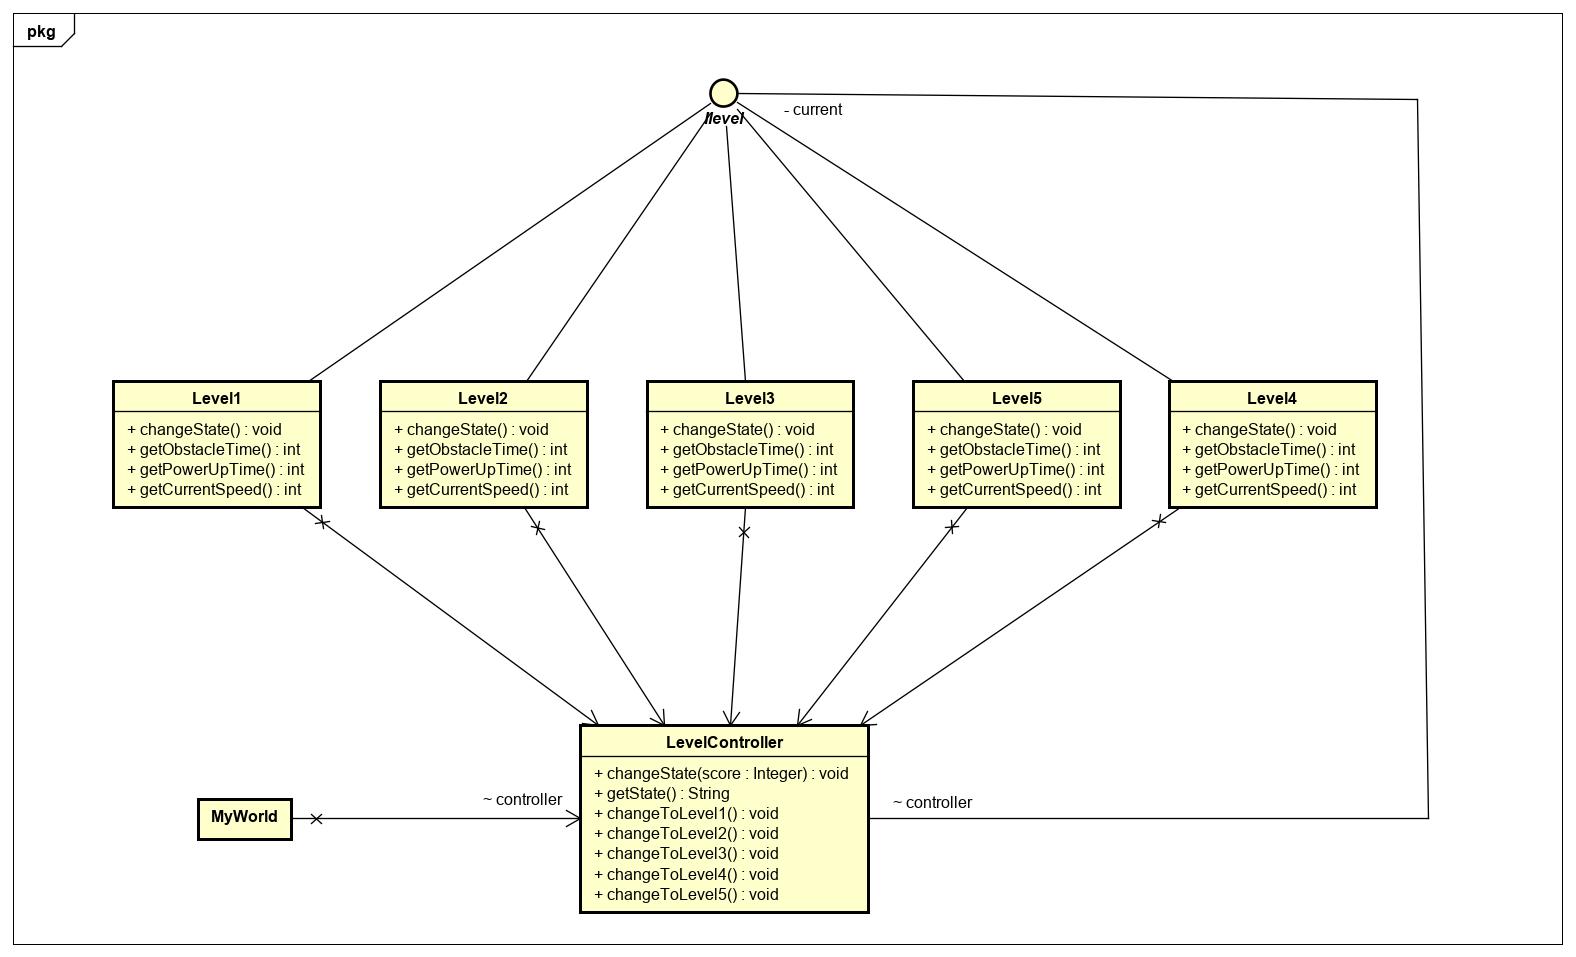 pkg
Ilevel
- current
Level1
+ changeState() : void
+ getObstacleTime() : int
+ getPowerUpTime() : int
+ getCurrentSpeed() : int
Level2
+ changeState() : void
+ getObstacleTime() : int
+ getPowerUpTime() : int
+ getCurrentSpeed() : int
Level3
+ changeState() : void
+ getObstacleTime() : int
+ getPowerUpTime() : int
+ getCurrentSpeed() : int
Level5
+ changeState() : void
+ getObstacleTime() : int
+ getPowerUpTime() : int
+ getCurrentSpeed() : int
Level4
+ changeState() : void
+ getObstacleTime() : int
+ getPowerUpTime() : int
+ getCurrentSpeed() : int
MyWorld
~ controller
LevelController
+ changeState(score : Integer) : void
+ getState() : String
+ changeToLevel1() : void
+ changeToLevel2() : void
+ changeToLevel3() : void
+ changeToLevel4() : void
+ changeToLevel5() : void
~ controller